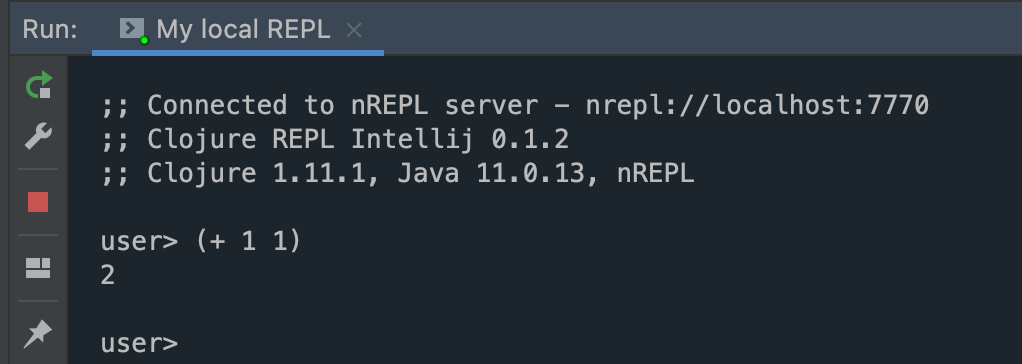 Run: My local REPL
;; Connected to nREPL server - nrepl://localhost:7770
;; Clojure REPL Intellij 0.1.2
;; Clojure 1.11.1, Java 11.0.13, nREPL
user> (+ 1 1)
2
user>